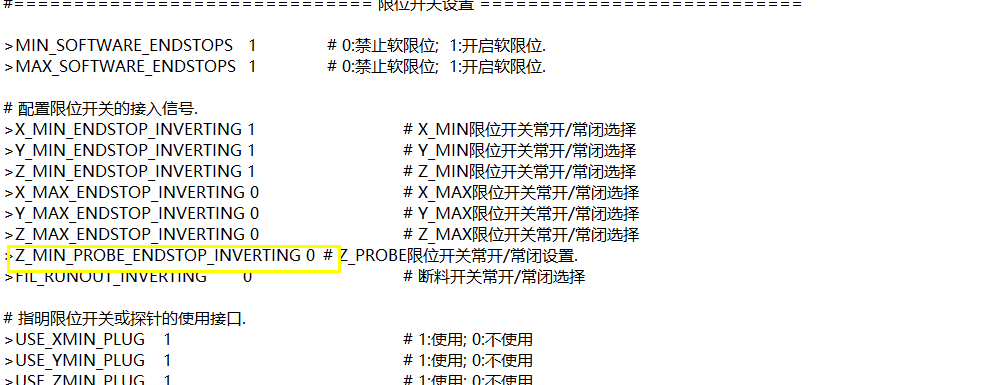 #============================== 限位开关设置 ===========================
>MIN_SOFTWARE_ENDSTOPS 1 # 0:禁止软限位; 1:开启软限位.
>MAX_SOFTWARE_ENDSTOPS 1 # 0:禁止软限位; 1:开启软限位.
# 配置限位开关的接入信号.
>X_MIN_ENDSTOP_INVERTING 1 # X_MIN限位开关常开/常闭选择
>Y_MIN_ENDSTOP_INVERTING 1 # Y_MIN限位开关常开/常闭选择
>Z_MIN_ENDSTOP_INVERTING 1 # Z_MIN限位开关常开/常闭选择
>X_MAX_ENDSTOP_INVERTING 0 # X_MAX限位开关常开/常闭选择
>Y_MAX_ENDSTOP_INVERTING 0 # Y_MAX限位开关常开/常闭选择
>Z_MAX_ENDSTOP_INVERTING 0 # Z_MAX限位开关常开/常闭选择
>Z_MIN_PROBE_ENDSTOP_INVERTING 0 # Z_PROBE限位开关常开/常闭设置.
>FIL_RUNOUT_INVERTING 0 # 断料开关常开/常闭选择
# 指明限位开关或探针的使用接口.
>USE_XMIN_PLUG 1 # 1:使用; 0:不使用
>USE_YMIN_PLUG 1 # 1:使用; 0:不使用
>USE_ZMIN_PLUG 1 # 1:使用; 0:不使用